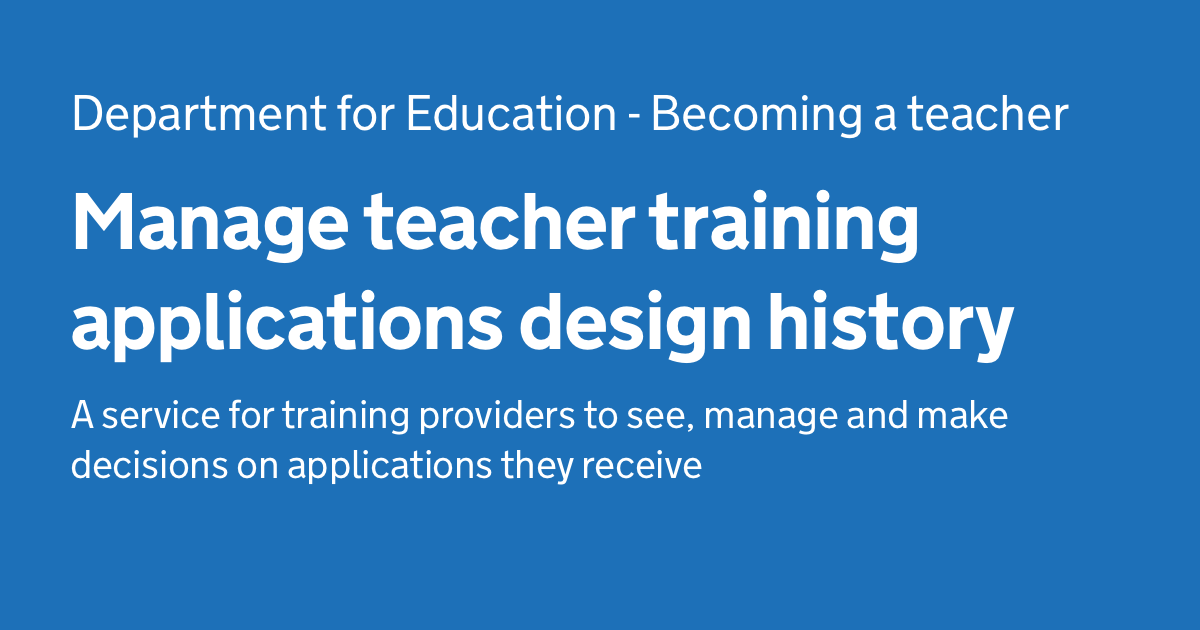 Department for Education - Becoming a teacher
Manage teacher training
applications design history
A service for training providers to see, manage and make
decisions on applications they receive